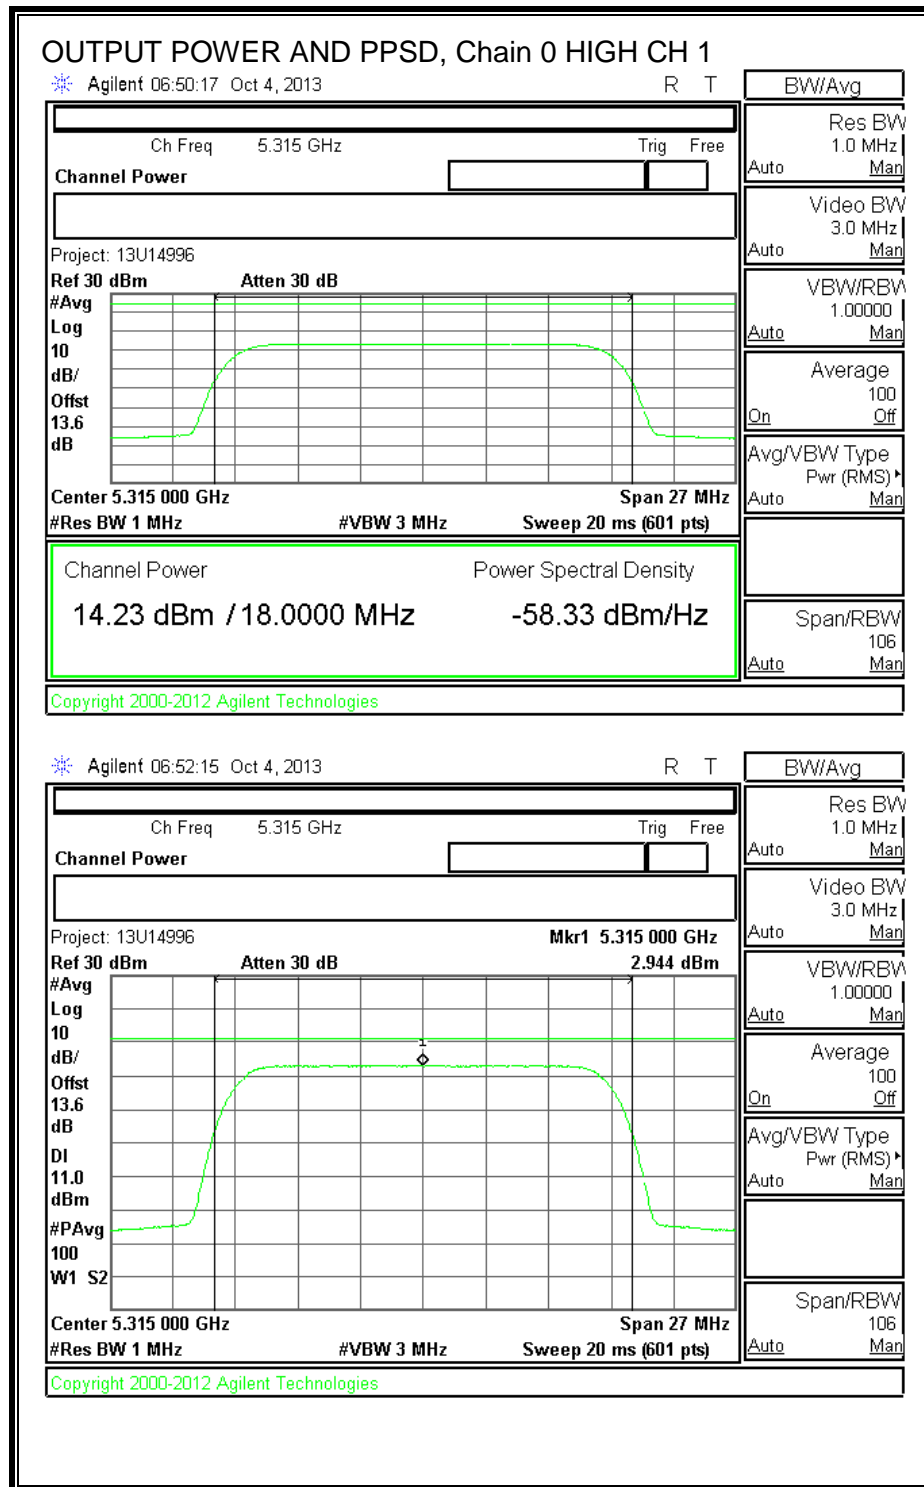 OUTPUT POWER AND PPSD, Chain 0 HIGH CH 1
Agilent 06:50:17 Oct 4, 2013 R T
BW/Avg
Res BW
1.0 MHz
Auto Man
Ch Freq 5.315 GHz Trig Free
Channel Power
Video BW
3.0 MHz
Auto Man
Project: 13U14996
Ref 30 dBm Atten 30 dB
#Avg
Log
10
dB/
Offst
13.6
dB
VBW/RBW
1.00000
Auto Man
Average
100
On Off
Avg/VBW Type
Pwr (RMS)
Auto Man
Center 5.315 000 GHz Span 27 MHz
#Res BW 1 MHz #VBW 3 MHz Sweep 20 ms (601 pts)
Channel Power Power Spectral Density
14.23 dBm / 18.0000 MHz -58.33 dBm/Hz
Span/RBW
106
Auto Man
Copyright 2000-2012 Agilent Technologies
Agilent 06:52:15 Oct 4, 2013 R T
BW/Avg
Res BW
1.0 MHz
Auto Man
Ch Freq 5.315 GHz Trig Free
Channel Power
Video BW
3.0 MHz
Auto Man
Project: 13U14996 Mkr1 5.315 000 GHz
Ref 30 dBm Atten 30 dB 2.944 dBm
#Avg
Log
10
dB/
Offst
13.6
dB
DI
11.0
dBm
#PAvg
100
W1 S2
1
VBW/RBW
1.00000
Auto Man
Average
100
On Off
Avg/VBW Type
Pwr (RMS)
Auto Man
Span/RBW
106
Auto Man
Center 5.315 000 GHz Span 27 MHz
#Res BW 1 MHz #VBW 3 MHz Sweep 20 ms (601 pts)
Copyright 2000-2012 Agilent Technologies